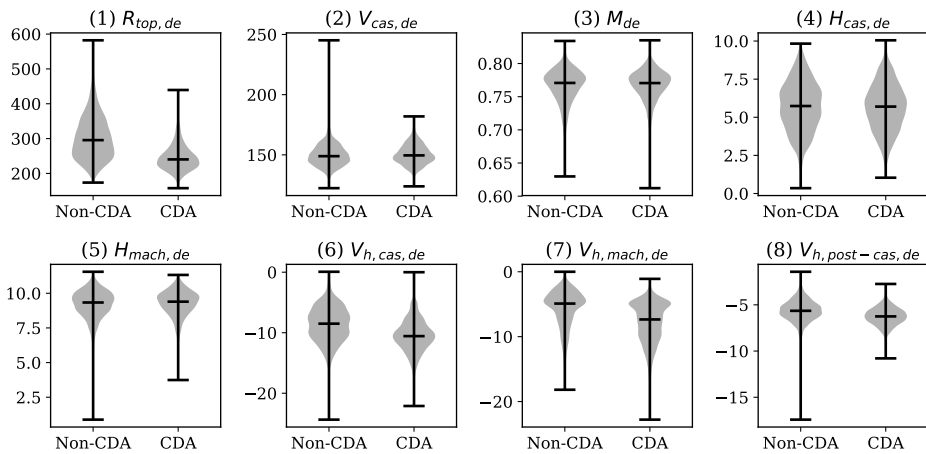 (1) R_{top, de}
600
500
400
300
200
Non-CDA CDA
(2) V_{cas, de}
250
200
150
Non-CDA CDA
(3) M_{de}
0.80
0.75
0.70
0.65
0.60
Non-CDA CDA
(4) H_{cas, de}
10.0
7.5
5.0
2.5
0.0
Non-CDA CDA
(5) H_{mach, de}
10.0
7.5
5.0
2.5
Non-CDA CDA
(6) V_{h, cas, de}
0
−10
−20
Non-CDA CDA
(7) V_{h, mach, de}
0
−10
−20
Non-CDA CDA
(8) V_{h, post−cas, de}
−5
−10
−15
Non-CDA CDA